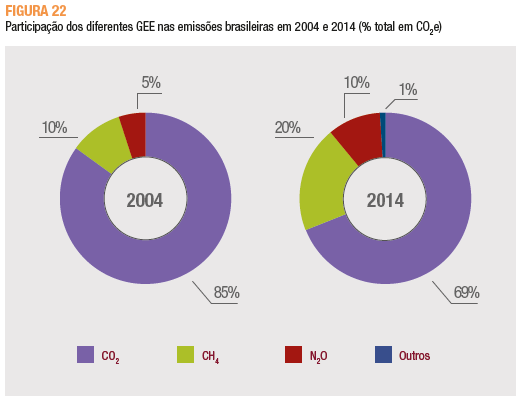 FIGURA 22
Participação dos diferentes GEE nas emissões brasileiras em 2004 e 2014 (% total em CO₂e)
5%
10%
2004
85%
10%
1%
20%
2014
69%
CO₂
CH₄
N₂O
Outros